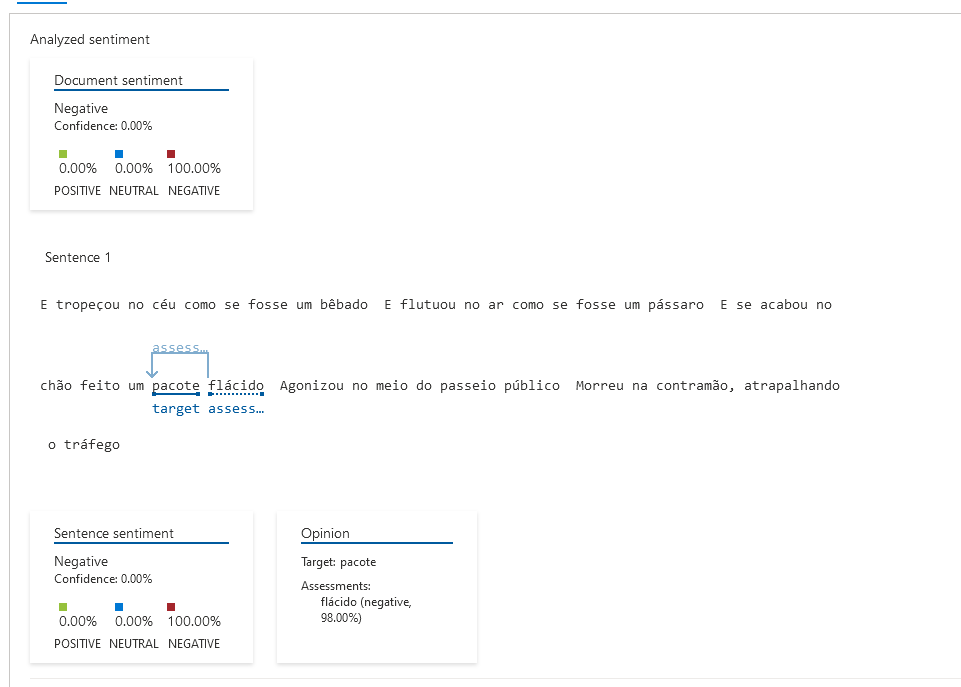 Analyzed sentiment
Document sentiment
Negative
Confidence: 0.00%
0.00% 0.00% 100.00%
POSITIVE NEUTRAL NEGATIVE
Sentence 1
E tropeçou no céu como se fosse um bêbado  E flutuou no ar como se fosse um pássaro  E se acabou no
assess…
chão feito um pacote flácido  Agonizou no meio do passeio público  Morreu na contramão, atrapalhando
target assess…
o tráfego
Sentence sentiment
Negative
Confidence: 0.00%
0.00% 0.00% 100.00%
POSITIVE NEUTRAL NEGATIVE
Opinion
Target: pacote
Assessments:
flácido (negative,
98.00%)